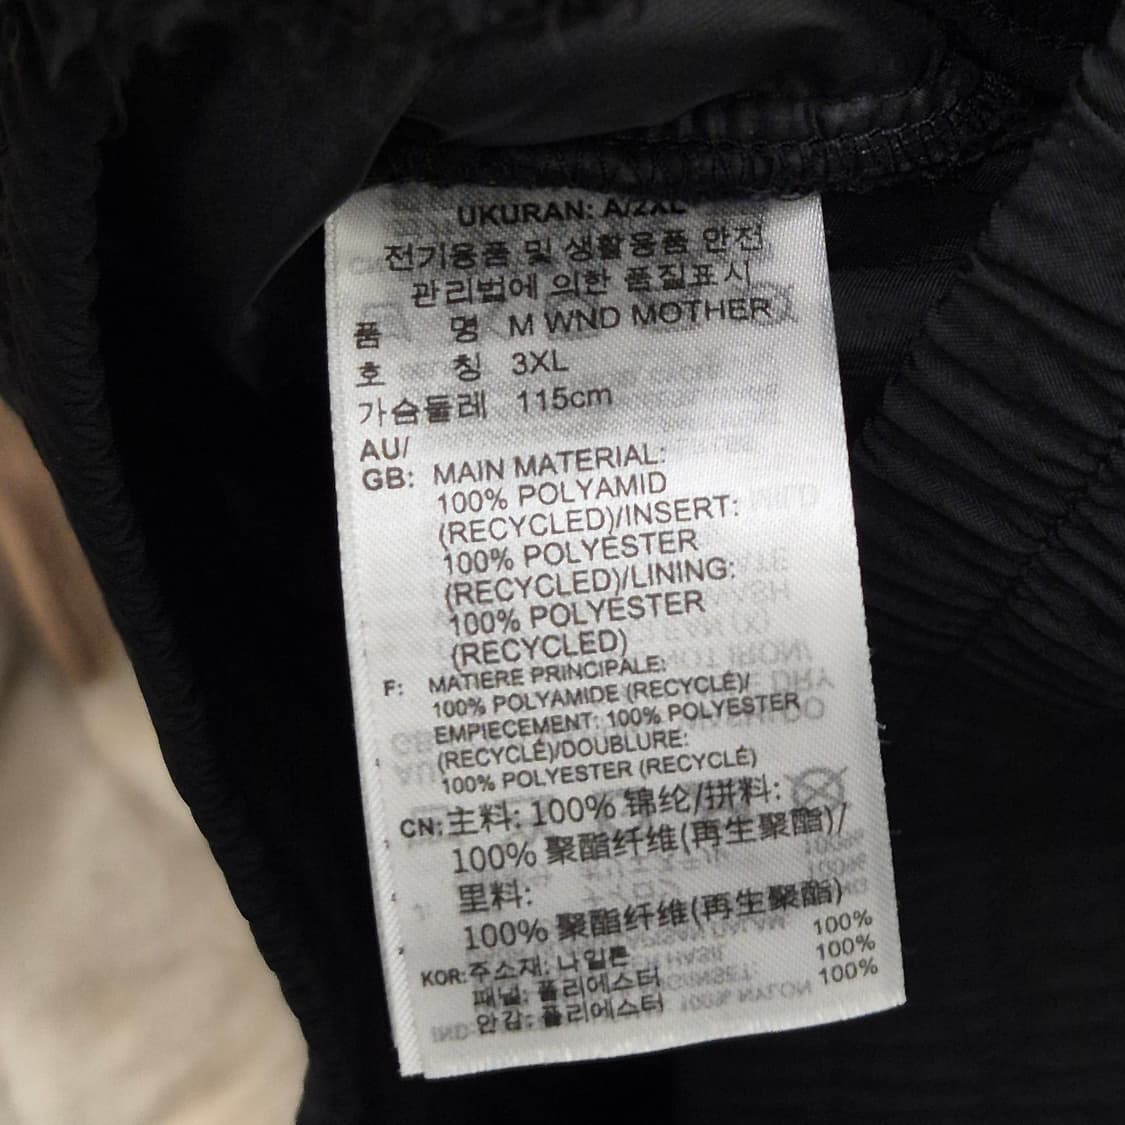 UKURAN: A/2XL
전기용품 및 생활용품 안전
관리법에 의한 품질표시
품 명 M WND MOTHER
호 칭 3XL
가슴둘레 115cm
AU/
GB: MAIN MATERIAL:
100% POLYAMID
(RECYCLED)/INSERT:
100% POLYESTER
(RECYCLED)/LINING:
100% POLYESTER
(RECYCLED)
F: MATIERE PRINCIPALE:
100% POLYAMIDE (RECYCLÉ)/
EMPIECEMENT: 100% POLYESTER
(RECYCLÉ)/DOUBLURE:
100% POLYESTER (RECYCLÉ)
CN: 主料: 100% 锦纶/拼料:
100% 聚酯纤维(再生聚酯)/
里料:
100% 聚酯纤维(再生聚酯)
KOR: 주소재: 나일론 100%
패널: 폴리에스터 100%
안감: 폴리에스터 100%